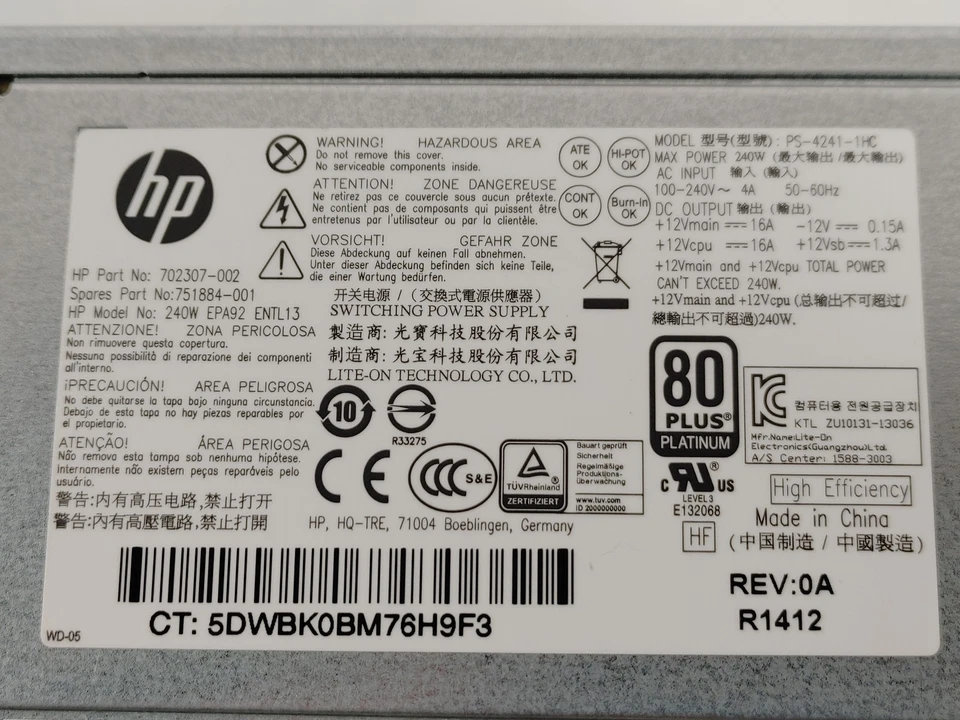 hp
HP Part No: 702307-002
Spares Part No:751884-001
HP Model No: 240W EPA92 ENTL13
ATTENZIONE! ZONA PERICOLOSA
Non rimuovere questa copertura.
Nessuna possibilità di reparazione dei componenti
all'interno.
¡PRECAUCIÓN! AREA PELIGROSA
No debe quitarse la tapa bajo ninguna circunstancia.
Debajo de esta tapa no hay piezas reparables por
el propietario.
ATENÇÃO! ÁREA PERIGOSA
Não remova esta tampa sob nenhuma hipótese.
Internamente não existem peças reparaveis pelo
usuário.
警告:内有高压电路,禁止打开
警告:內有高壓電路,禁止打開
WARNING! HAZARDOUS AREA
Do not remove this cover.
No serviceable components inside.
ATTENTION! ZONE DANGEREUSE
Ne retirez pas ce couvercle sous aucun prétexte.
Ne contient pas de composants qui puissent être
entretenus par l'utilisateur ou par la clientèle.
VORSICHT! GEFAHR ZONE
Diese Abdeckung auf keinen Fall abnehmen.
Unter dieser Abdeckung befinden sich keine Teile,
die einer Wartung bedürfen.
开关电源 / (交換式電源供應器)
SWITCHING POWER SUPPLY
製造商: 光寶科技股份有限公司
制造商: 光宝科技股份有限公司
LITE-ON TECHNOLOGY CO., LTD.
ATE OK
HI-POT OK
CONT OK
Burn-in OK
MODEL 型号(型號): PS-4241-1HC
MAX POWER 240W (最大输出 /最大輸出)
AC INPUT 输入 (輸入)
100-240V~ 4A 50-60Hz
DC OUTPUT 输出 (輸出)
+12Vmain ⎓ 16A -12V ⎓ 0.15A
+12Vcpu ⎓ 16A +12Vsb ⎓ 1.3A
+12Vmain and +12Vcpu TOTAL POWER
CAN'T EXCEED 240W.
+12Vmain and +12Vcpu (总输出不可超过/
總輸出不可超過)240W.
10
R33275
CE
CCC S&E
TÜVRheinland
ZERTIFIZIERT
Bauart geprüft
Sicherheit
Regelmäßige
Produktions-
überwachung
www.tuv.com
ID 2000000000
HP, HQ-TRE, 71004 Boeblingen, Germany
80
PLUS®
PLATINUM
컴퓨터용 전원공급장치
KTL ZU10131-13036
Mfr.Name:Lite-On
Electronics(Guangzhou)Ltd.
A/S Center: 1588-3003
c RU® US
LEVEL 3
E132068
High Efficiency
HF
Made in China
(中国制造 / 中國製造)
CT: 5DWBK0BM76H9F3
REV:0A
R1412
WD-05